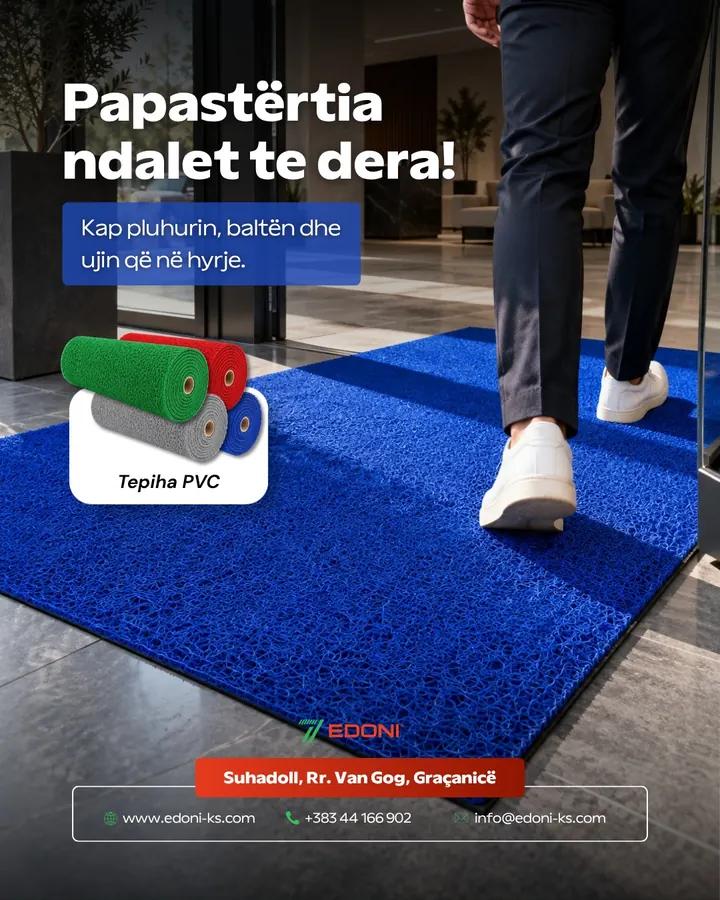 Papastërtia
ndalet te dera!
Kap pluhurin, baltën dhe
ujin që në hyrje.
Tepiha PVC
EDONI
Suhadoll, Rr. Van Gog, Graçanicë
www.edoni-ks.com +383 44 166 902 info@edoni-ks.com